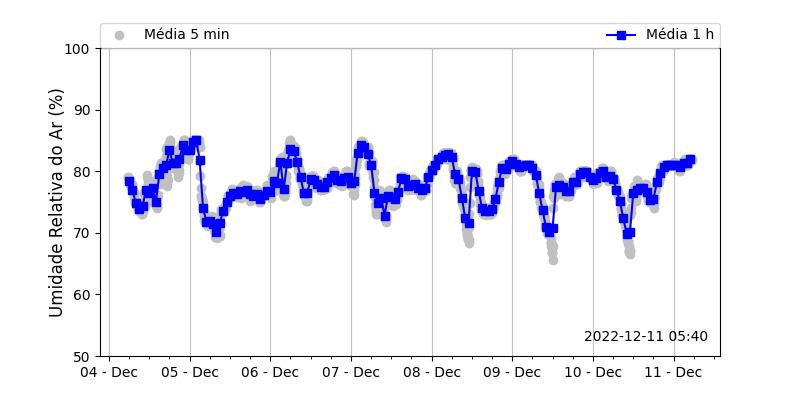 Média 5 min
Média 1 h
Umidade Relativa do Ar (%)
100
90
80
70
60
50
2022-12-11 05:40
04 - Dec
05 - Dec
06 - Dec
07 - Dec
08 - Dec
09 - Dec
10 - Dec
11 - Dec